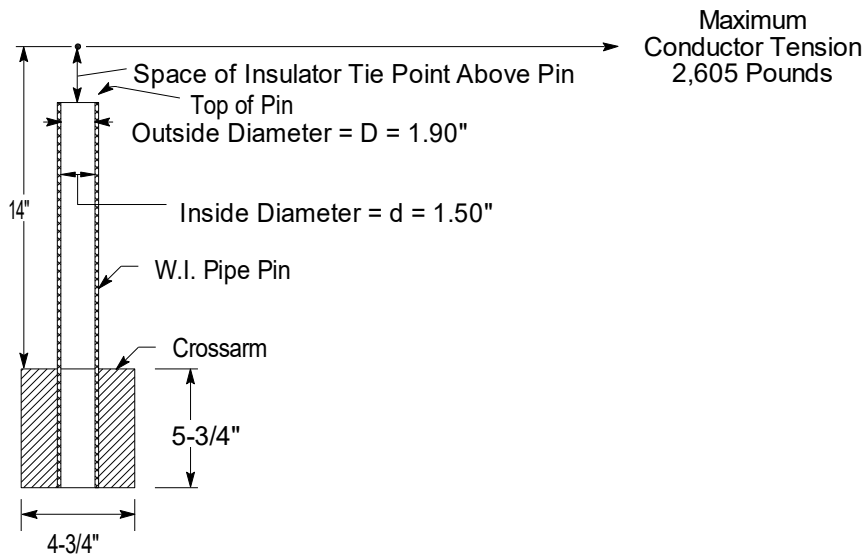 Maximum
Conductor Tension
2,605 Pounds
Space of Insulator Tie Point Above Pin
Top of Pin
Outside Diameter = D = 1.90"
14"
Inside Diameter = d = 1.50"
W.I. Pipe Pin
Crossarm
5-3/4"
4-3/4"